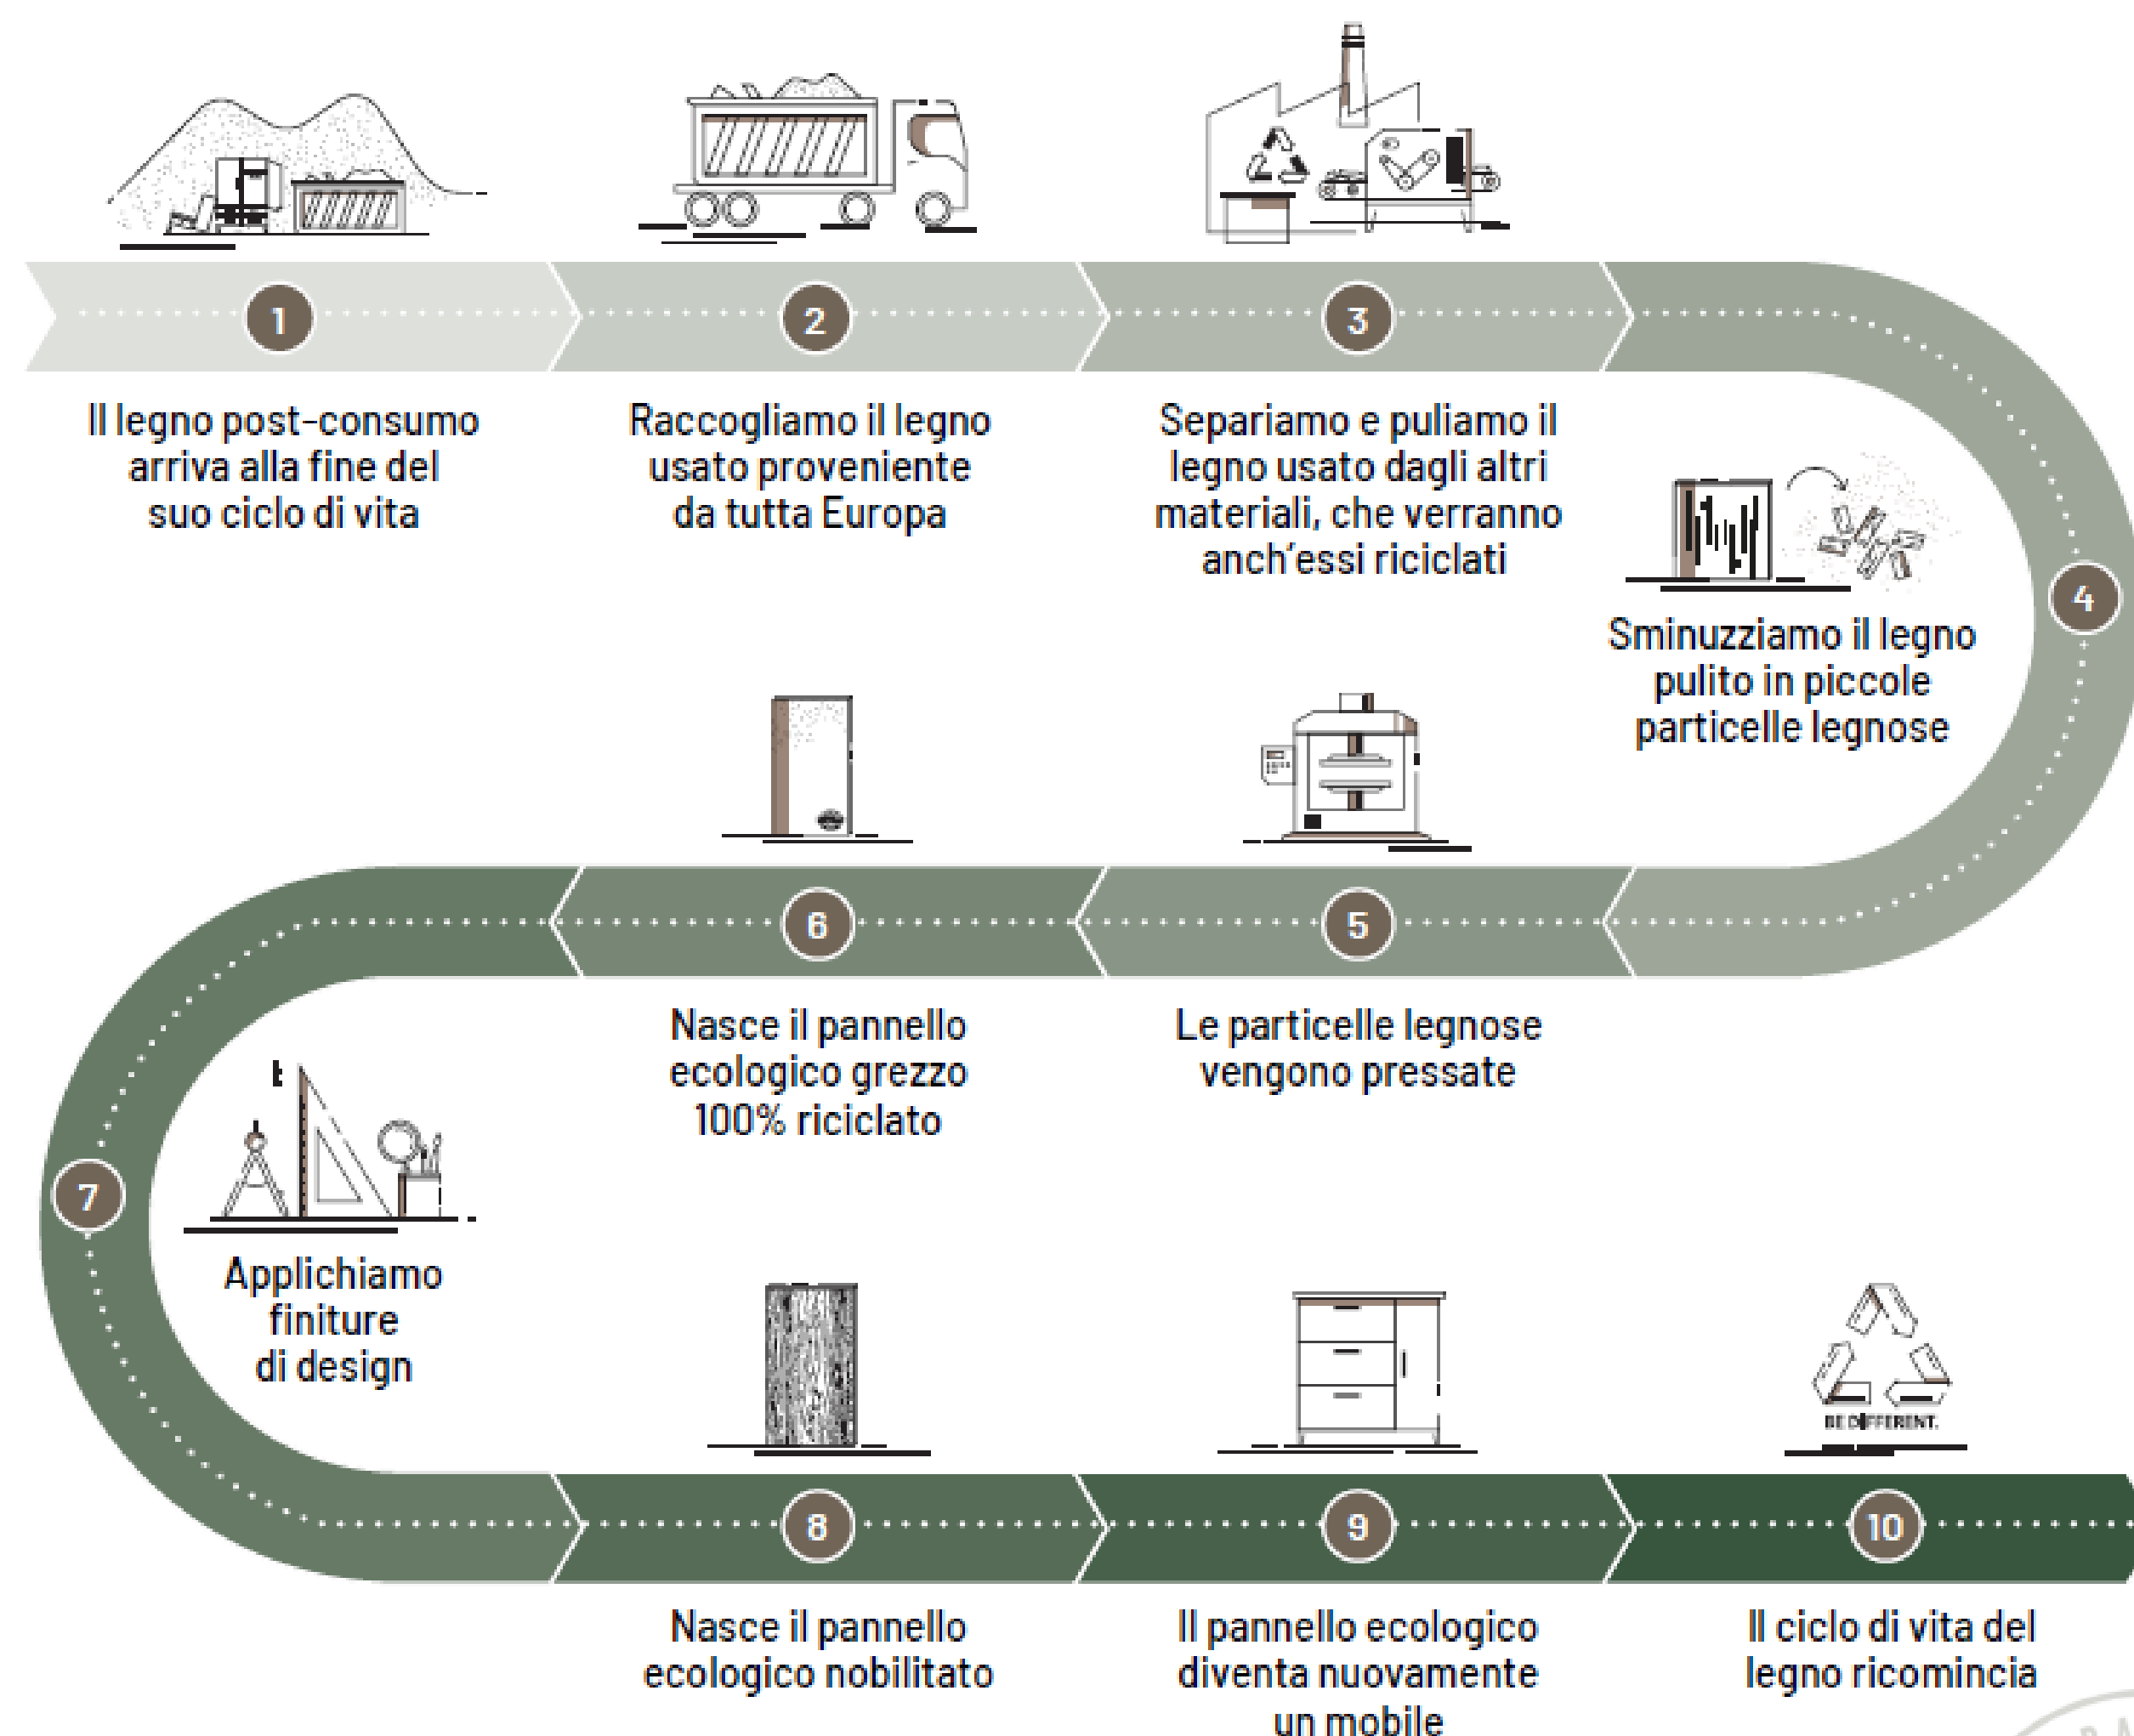 1
Il legno post-consumo
arriva alla fine del
suo ciclo di vita
2
Raccogliamo il legno
usato proveniente
da tutta Europa
3
Separiamo e puliamo il
legno usato dagli altri
materiali, che verranno
anch'essi riciclati
4
Sminuzziamo il legno
pulito in piccole
particelle legnose
5
Le particelle legnose
vengono pressate
6
Nasce il pannello
ecologico grezzo
100% riciclato
7
Applichiamo
finiture
di design
8
Nasce il pannello
ecologico nobilitato
9
Il pannello ecologico
diventa nuovamente
un mobile
BE DIFFERENT.
10
Il ciclo di vita del
legno ricomincia